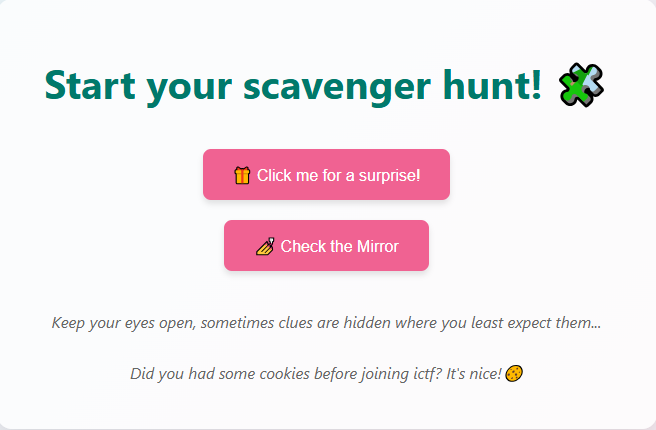 Start your scavenger hunt! 🧩
🎁 Click me for a surprise!
💅 Check the Mirror
Keep your eyes open, sometimes clues are hidden where you least expect them...
Did you had some cookies before joining ictf? It's nice!🍪